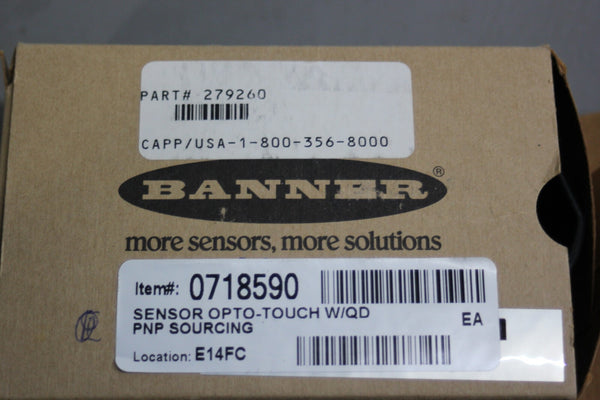 PART# 279260
CAPP/USA-1-800-356-8000
BANNER®
more sensors, more solutions
Item#: 0718590
SENSOR OPTO-TOUCH W/QD
PNP SOURCING
EA
Location: E14FC